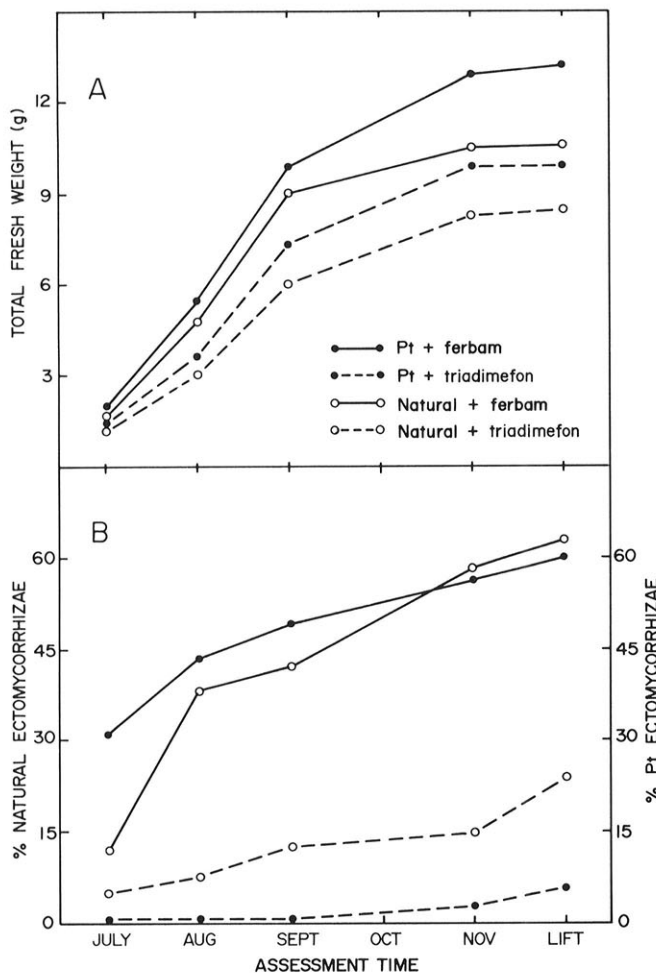 A
TOTAL FRESH WEIGHT (g)
12
9
6
3
Pt + ferbam
Pt + triadimefon
Natural + ferbam
Natural + triadimefon
B
% NATURAL ECTOMYCORRHIZAE
60
45
30
15
0
60
45
30
15
0
% Pt ECTOMYCORRHIZAE
JULY AUG SEPT OCT NOV LIFT
ASSESSMENT TIME